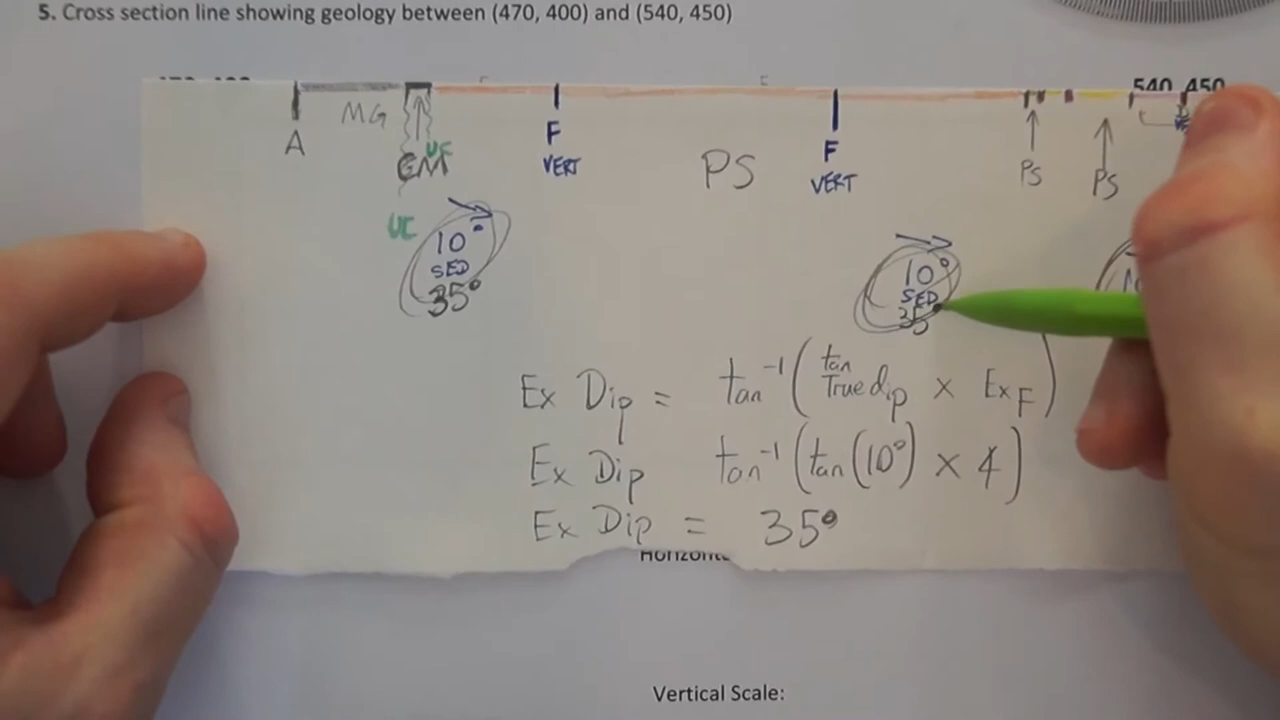 5. Cross section line showing geology between (470, 400) and (540, 450)
540, 450
MG
A
F
VERT
PS
F
VERT
PS
PS
UC
10°
SED
35°
10°
SED
35
Ex Dip = tan⁻¹(tan True dip × Ex F)
Ex Dip tan⁻¹(tan(10°) × 4)
Ex Dip = 35°
Vertical Scale: